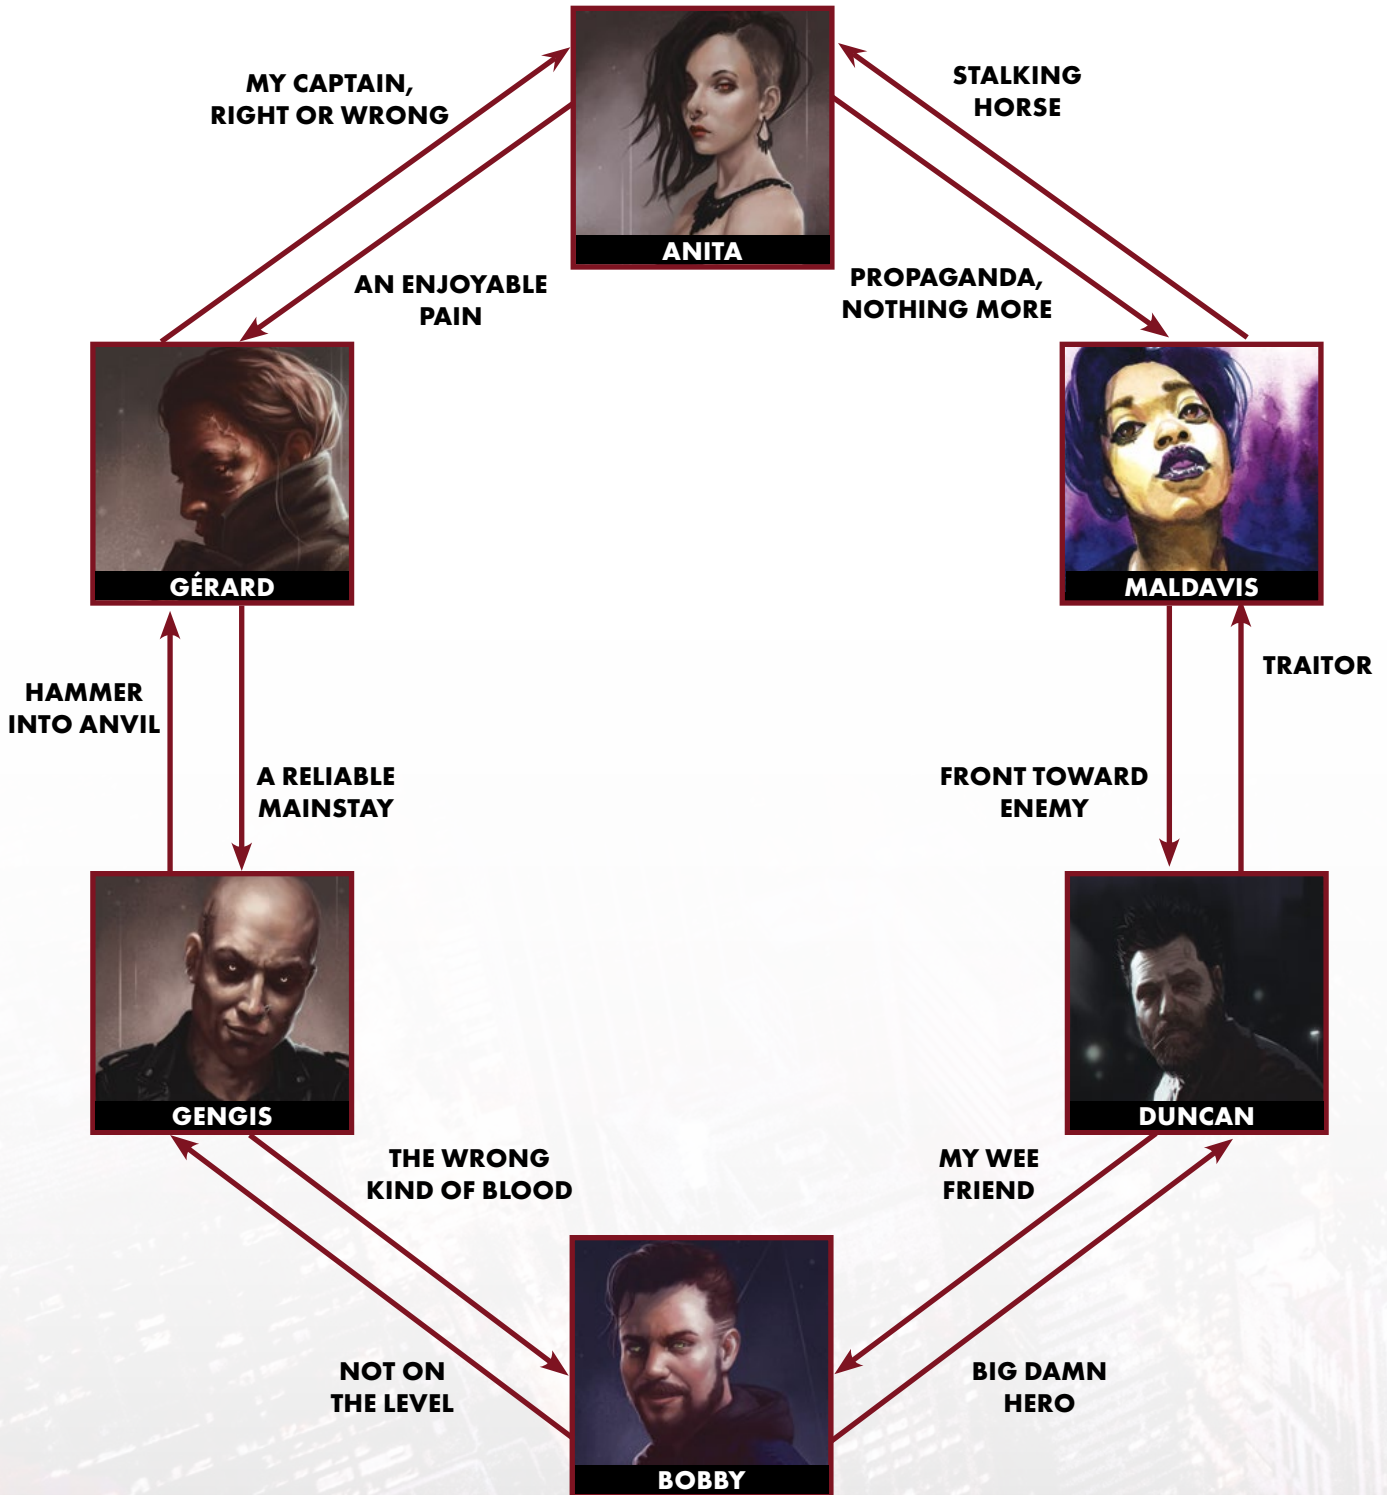 MY CAPTAIN,
RIGHT OR WRONG
STALKING
HORSE
ANITA
AN ENJOYABLE
PAIN
PROPAGANDA,
NOTHING MORE
GÉRARD
MALDAVIS
HAMMER
INTO ANVIL
TRAITOR
A RELIABLE
MAINSTAY
FRONT TOWARD
ENEMY
GENGIS
DUNCAN
THE WRONG
KIND OF BLOOD
MY WEE
FRIEND
NOT ON
THE LEVEL
BIG DAMN
HERO
BOBBY